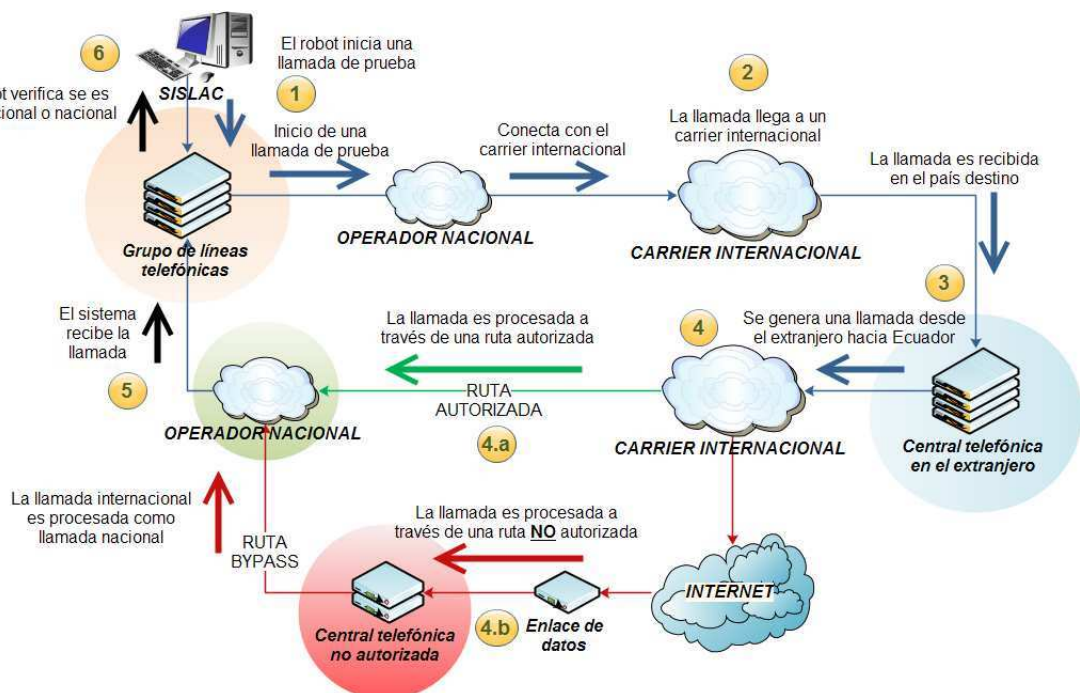 6
SISLAC
El robot inicia una
llamada de prueba
1
verifica se es
o nacional
Inicio de una
llamada de prueba
Conecta con el
carrier internacional
2
La llamada llega a un
carrier internacional
La llamada es recibida
en el país destino
Grupo de líneas
telefónicas
OPERADOR NACIONAL
CARRIER INTERNACIONAL
3
El sistema
recibe la
llamada
5
La llamada es procesada a
través de una ruta autorizada
4
Se genera una llamada desde
el extranjero hacia Ecuador
RUTA
AUTORIZADA
4.a
OPERADOR NACIONAL
CARRIER INTERNACIONAL
Central telefónica
en el extranjero
La llamada internacional
es procesada como
llamada nacional
RUTA
BYPASS
La llamada es procesada a
través de una ruta NO autorizada
INTERNET
Central telefónica
no autorizada
4.b
Enlace de
datos